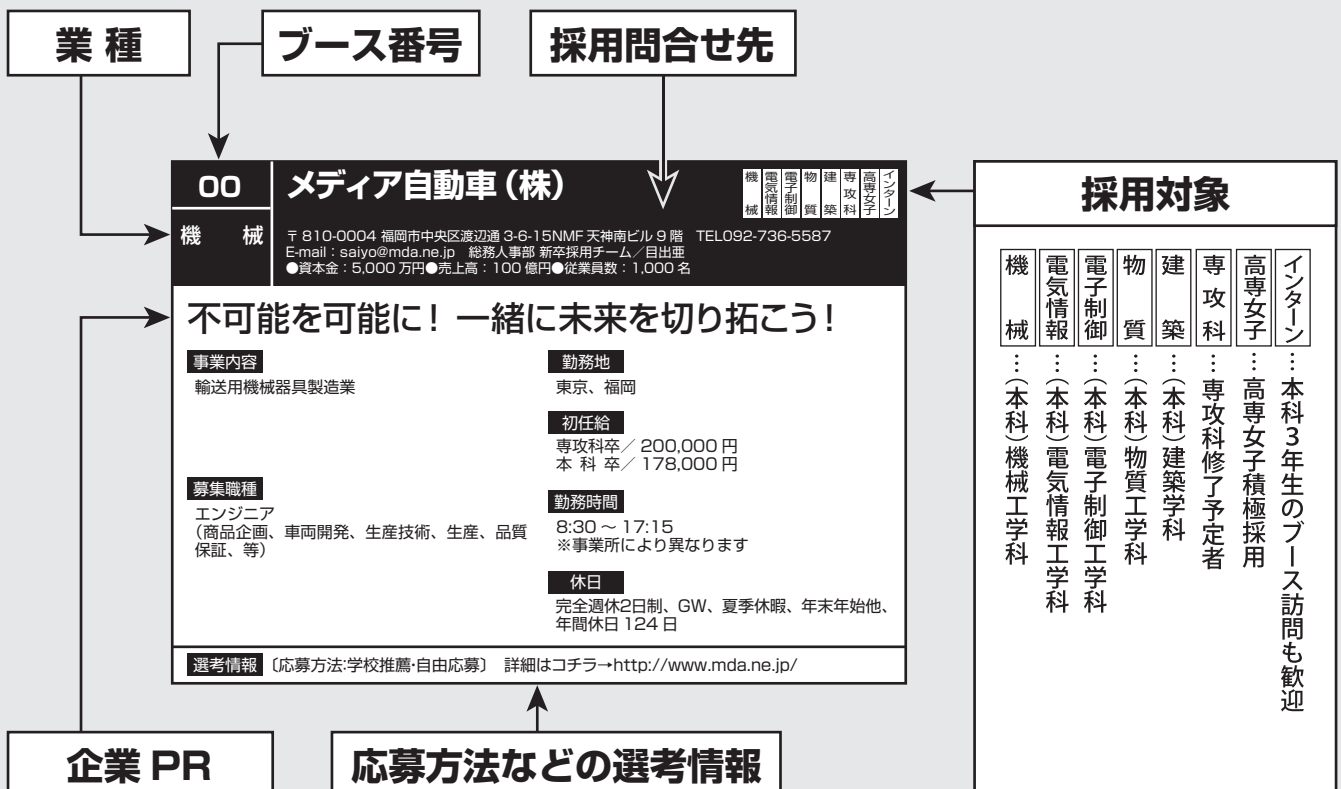 業種
ブース番号
採用問合せ先
00
メディア自動車（株）
機械
電気情報
電子制御
物質
建築
専攻科
高専女子
インターン
機械
〒810-0004 福岡市中央区渡辺通 3-6-15NMF 天神南ビル 9 階　TEL092-736-5587
E-mail：saiyo@mda.ne.jp　総務人事部 新卒採用チーム／目出亜
●資本金：5,000 万円●売上高：100 億円●従業員数：1,000 名
不可能を可能に！一緒に未来を切り拓こう！
事業内容
輸送用機械器具製造業
募集職種
エンジニア
（商品企画、車両開発、生産技術、生産、品質
保証、等）
勤務地
東京、福岡
初任給
専攻科卒／ 200,000 円
本 科 卒／ 178,000 円
勤務時間
8:30 ～ 17:15
※事業所により異なります
休日
完全週休2日制、GW、夏季休暇、年末年始他、
年間休日 124 日
選考情報 〔応募方法:学校推薦・自由応募〕 詳細はコチラ→http://www.mda.ne.jp/
企業 PR
応募方法などの選考情報
採用対象
機械…（本科）機械工学科
電気情報…（本科）電気情報工学科
電子制御…（本科）電子制御工学科
物質…（本科）物質工学科
建築…（本科）建築学科
専攻科…専攻科修了予定者
高専女子…高専女子積極採用
インターン…本科3年生のブース訪問も歓迎